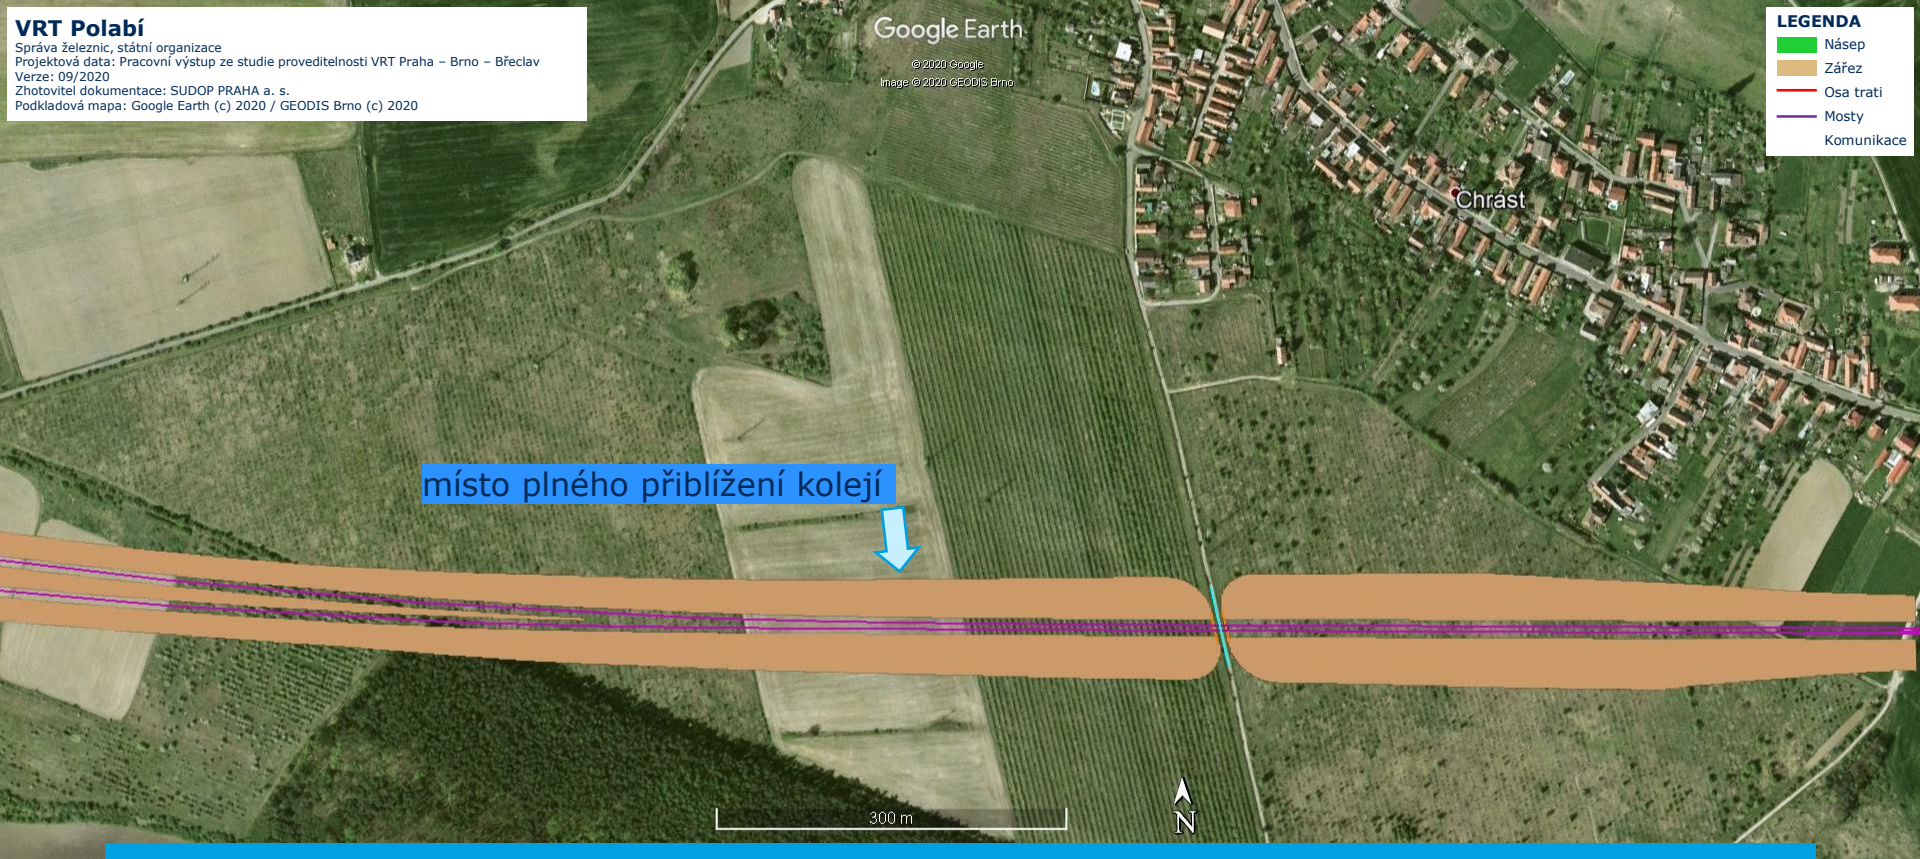 VRT Polabí
Správa železnic, státní organizace
Projektová data: Pracovní výstup ze studie proveditelnosti VRT Praha – Brno – Břeclav
Verze: 09/2020
Zhotovitel dokumentace: SUDOP PRAHA a. s.
Podkladová mapa: Google Earth (c) 2020 / GEODIS Brno (c) 2020
Google Earth
© 2020 Google
Image © 2020 GEODIS Brno
LEGENDA
Násep
Zářez
Osa trati
Mosty
Komunikace
Chrást
místo plného přiblížení kolejí
300 m
N